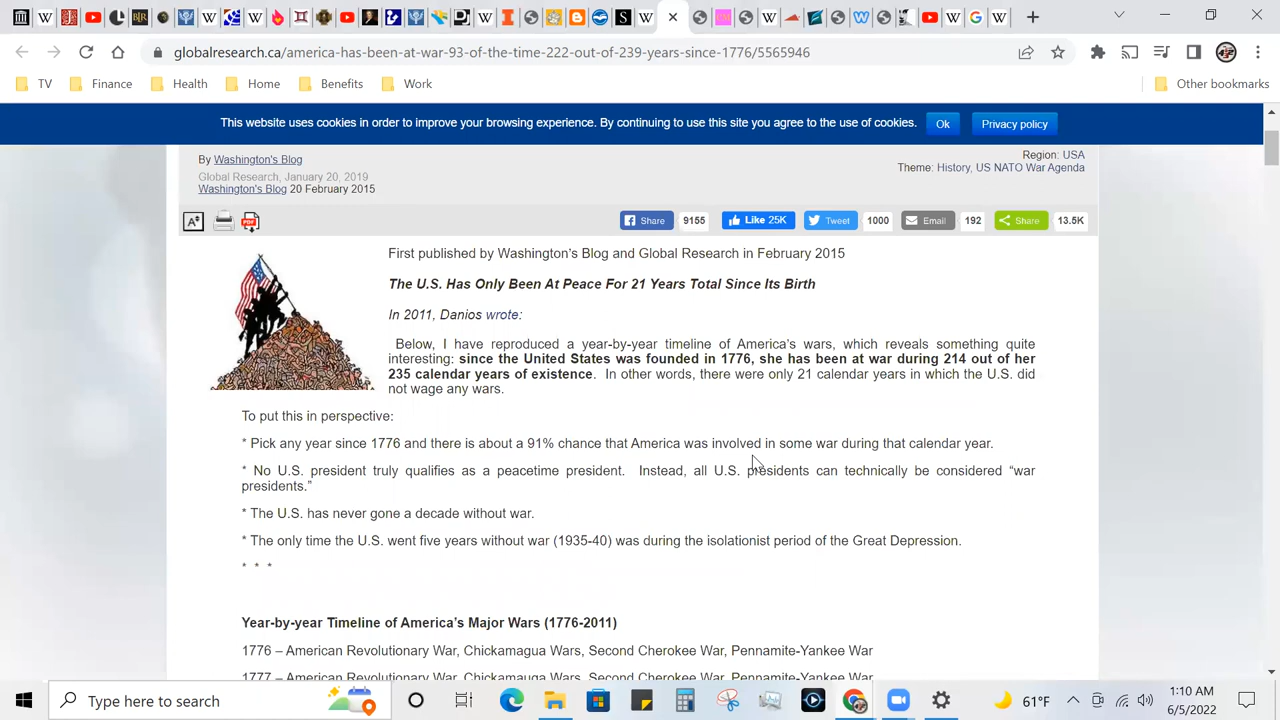 globalresearch.ca/america-has-been-at-war-93-of-the-time-222-out-of-239-years-since-1776/5565946
TV Finance Health Home Benefits Work Other bookmarks
This website uses cookies in order to improve your browsing experience. By continuing to use this site you agree to the use of cookies. Ok Privacy policy
By Washington's Blog
Region: USA
Global Research, January 20, 2019
Theme: History, US NATO War Agenda
Washington's Blog 20 February 2015
Share 9155 Like 25K Tweet 1000 Email 192 Share 13.5K
First published by Washington's Blog and Global Research in February 2015
The U.S. Has Only Been At Peace For 21 Years Total Since Its Birth
In 2011, Danios wrote:
Below, I have reproduced a year-by-year timeline of America's wars, which reveals something quite
interesting: since the United States was founded in 1776, she has been at war during 214 out of her
235 calendar years of existence. In other words, there were only 21 calendar years in which the U.S. did
not wage any wars.
To put this in perspective:
* Pick any year since 1776 and there is about a 91% chance that America was involved in some war during that calendar year.
* No U.S. president truly qualifies as a peacetime president. Instead, all U.S. presidents can technically be considered "war
presidents."
* The U.S. has never gone a decade without war.
* The only time the U.S. went five years without war (1935-40) was during the isolationist period of the Great Depression.
* * *
Year-by-year Timeline of America's Major Wars (1776-2011)
1776 – American Revolutionary War, Chickamagua Wars, Second Cherokee War, Pennamite-Yankee War
1777 – American Revolutionary War, Chickamauga Wars, Second Cherokee War, Pennamite-Yankee War
Type here to search
61°F
1:10 AM
6/5/2022